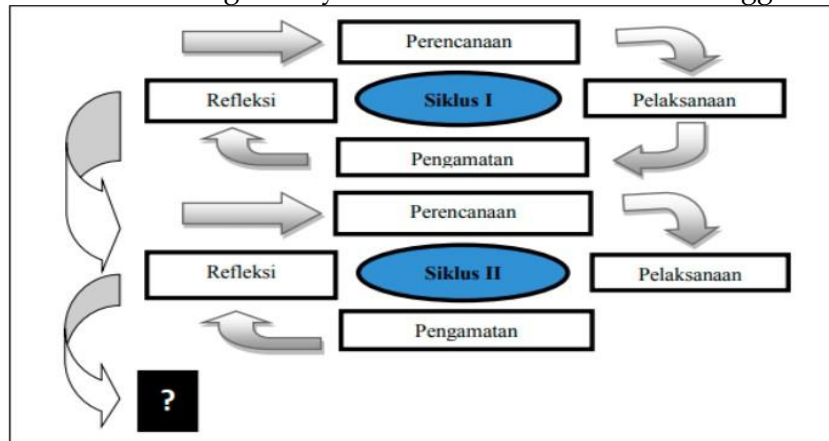 Perencanaan
Refleksi
Siklus I
Pelaksanaan
Pengamatan
Perencanaan
Refleksi
Siklus II
Pelaksanaan
Pengamatan
?